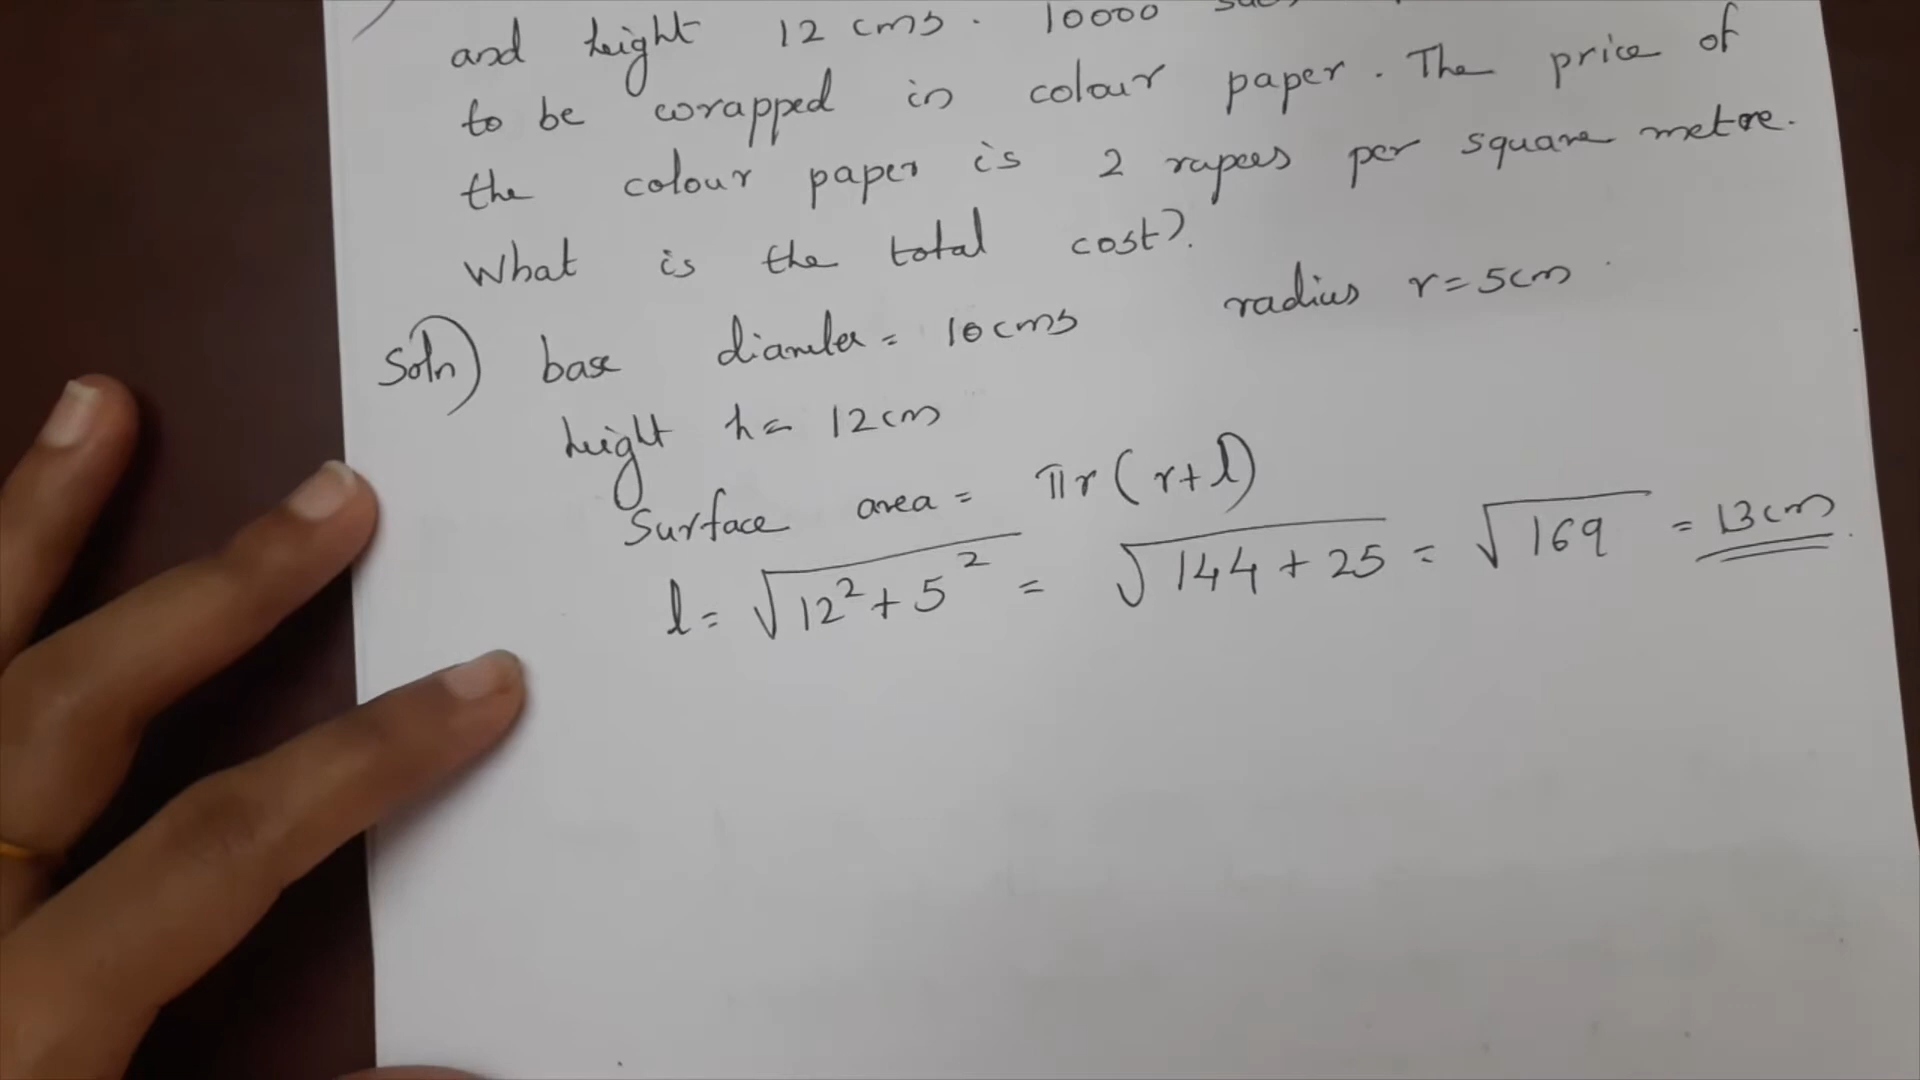 and height 12 cms. 10000
to be wrapped in colour paper. The price of
the colour paper is 2 rupees per square metre.
What is the total cost?
Soln) base diameter = 10cms radius r = 5cm
height h = 12cm
Surface area = πr(r+l)
l = √12²+5² = √144+25 = √169 = 13cm